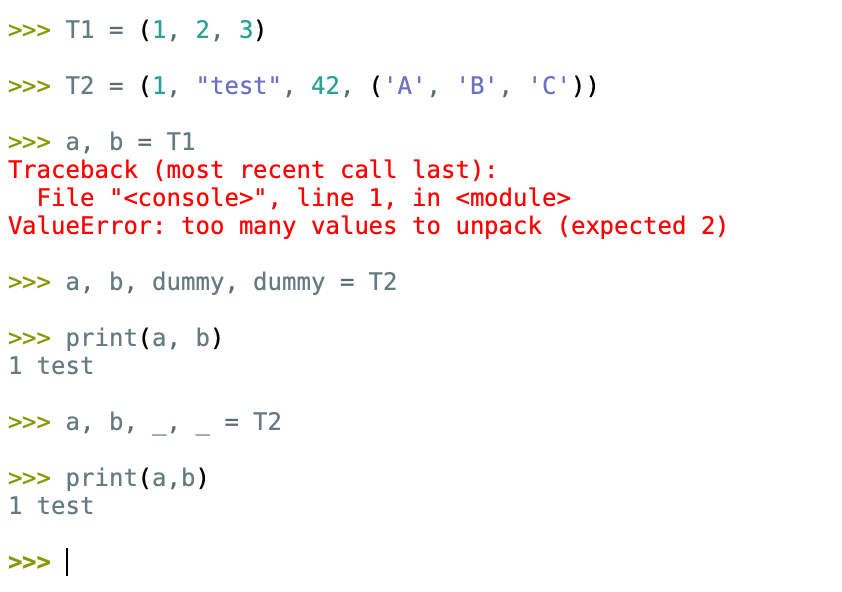 >>> T1 = (1, 2, 3)
>>> T2 = (1, "test", 42, ('A', 'B', 'C'))
>>> a, b = T1
Traceback (most recent call last):
  File "<console>", line 1, in <module>
ValueError: too many values to unpack (expected 2)
>>> a, b, dummy, dummy = T2
>>> print(a, b)
1 test
>>> a, b, _, _ = T2
>>> print(a,b)
1 test
>>>